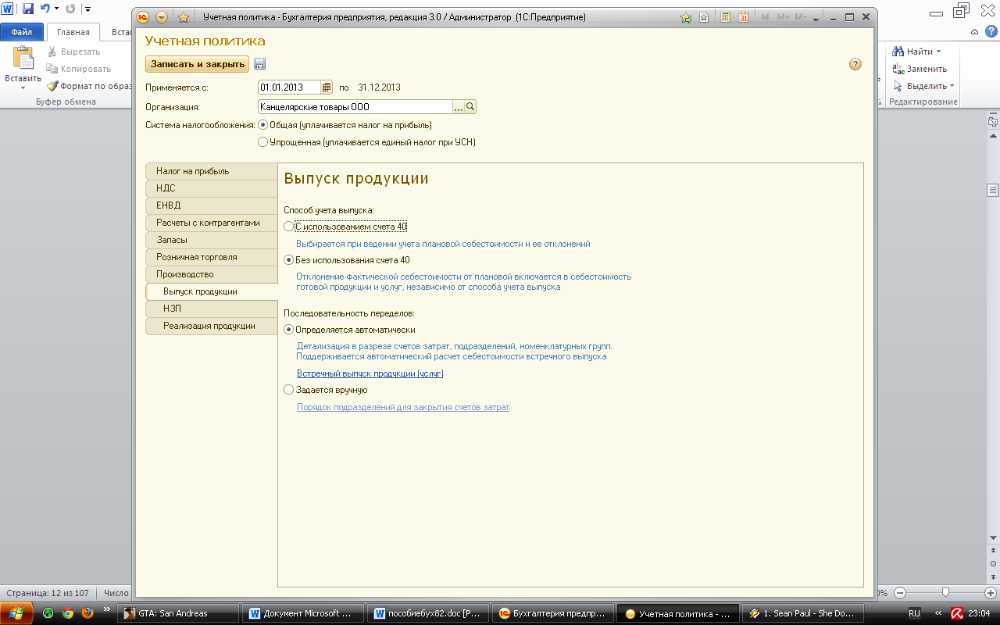 Учетная политика - Бухгалтерия предприятия, редакция 3.0 / Администратор (1С:Предприятие)
M M+ M-
Файл Главная Вста
Вставить
Вырезать
Копировать
Формат по образ
Буфер обмена
Найти
Заменить
Выделить
Редактирование
Учетная политика
Записать и закрыть
Применяется с: 01.01.2013 по 31.12.2013
Организация: Канцелярские товары ООО
Система налогообложения: Общая (уплачивается налог на прибыль)
Упрощенная (уплачивается единый налог при УСН)
Налог на прибыль
НДС
ЕНВД
Расчеты с контрагентами
Запасы
Розничная торговля
Производство
Выпуск продукции
НЗП
Реализация продукции
Выпуск продукции
Способ учета выпуска:
С использованием счета 40
Выбирается при ведении учета плановой себестоимости и ее отклонений
Без использования счета 40
Отклонение фактической себестоимости от плановой включается в себестоимость
готовой продукции и услуг, независимо от способа учета выпуска
Последовательность переделов:
Определяется автоматически
Детализация в разрезе счетов затрат, подразделений, номенклатурных групп.
Поддерживается автоматический расчет себестоимости встречного выпуска
Встречный выпуск продукции (услуг)
Задается вручную
Порядок подразделений для закрытия счетов затрат
Страница: 12 из 107 Число 0%
GTA: San Andreas Документ Microsoft ... пособиебух82.doc [Р... Бухгалтерия предпр... Учетная политика - ... 1. Sean Paul - She Do... RU 23:04